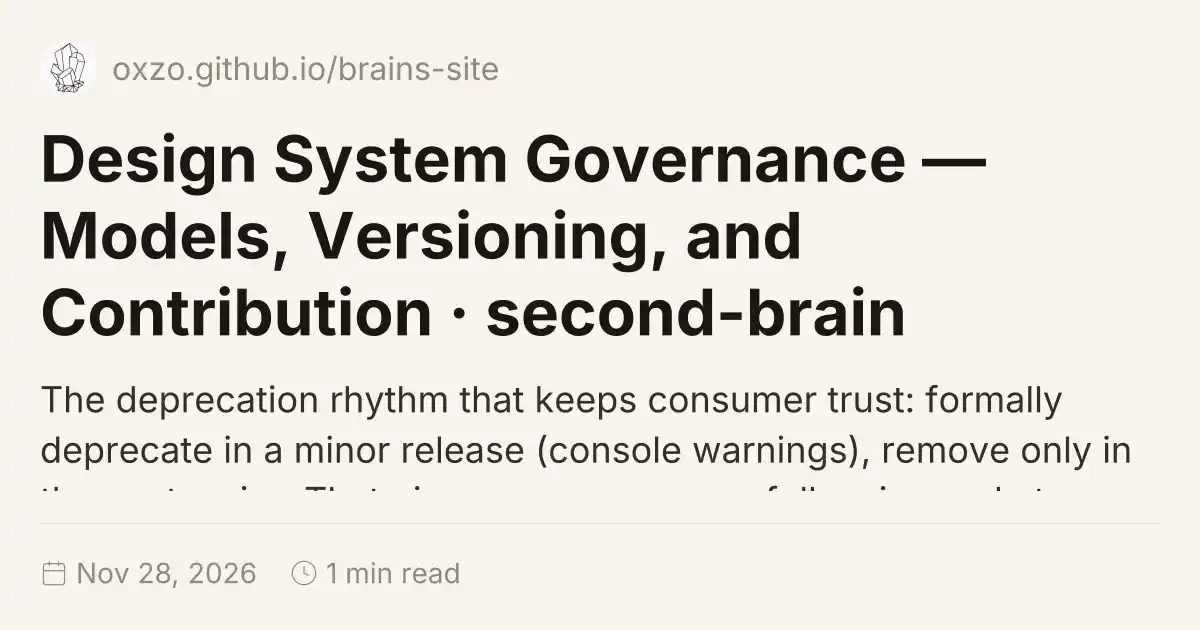 oxzo.github.io/brains-site
Design System Governance —
Models, Versioning, and
Contribution · second-brain
The deprecation rhythm that keeps consumer trust: formally
deprecate in a minor release (console warnings), remove only in
Nov 28, 2026
1 min read